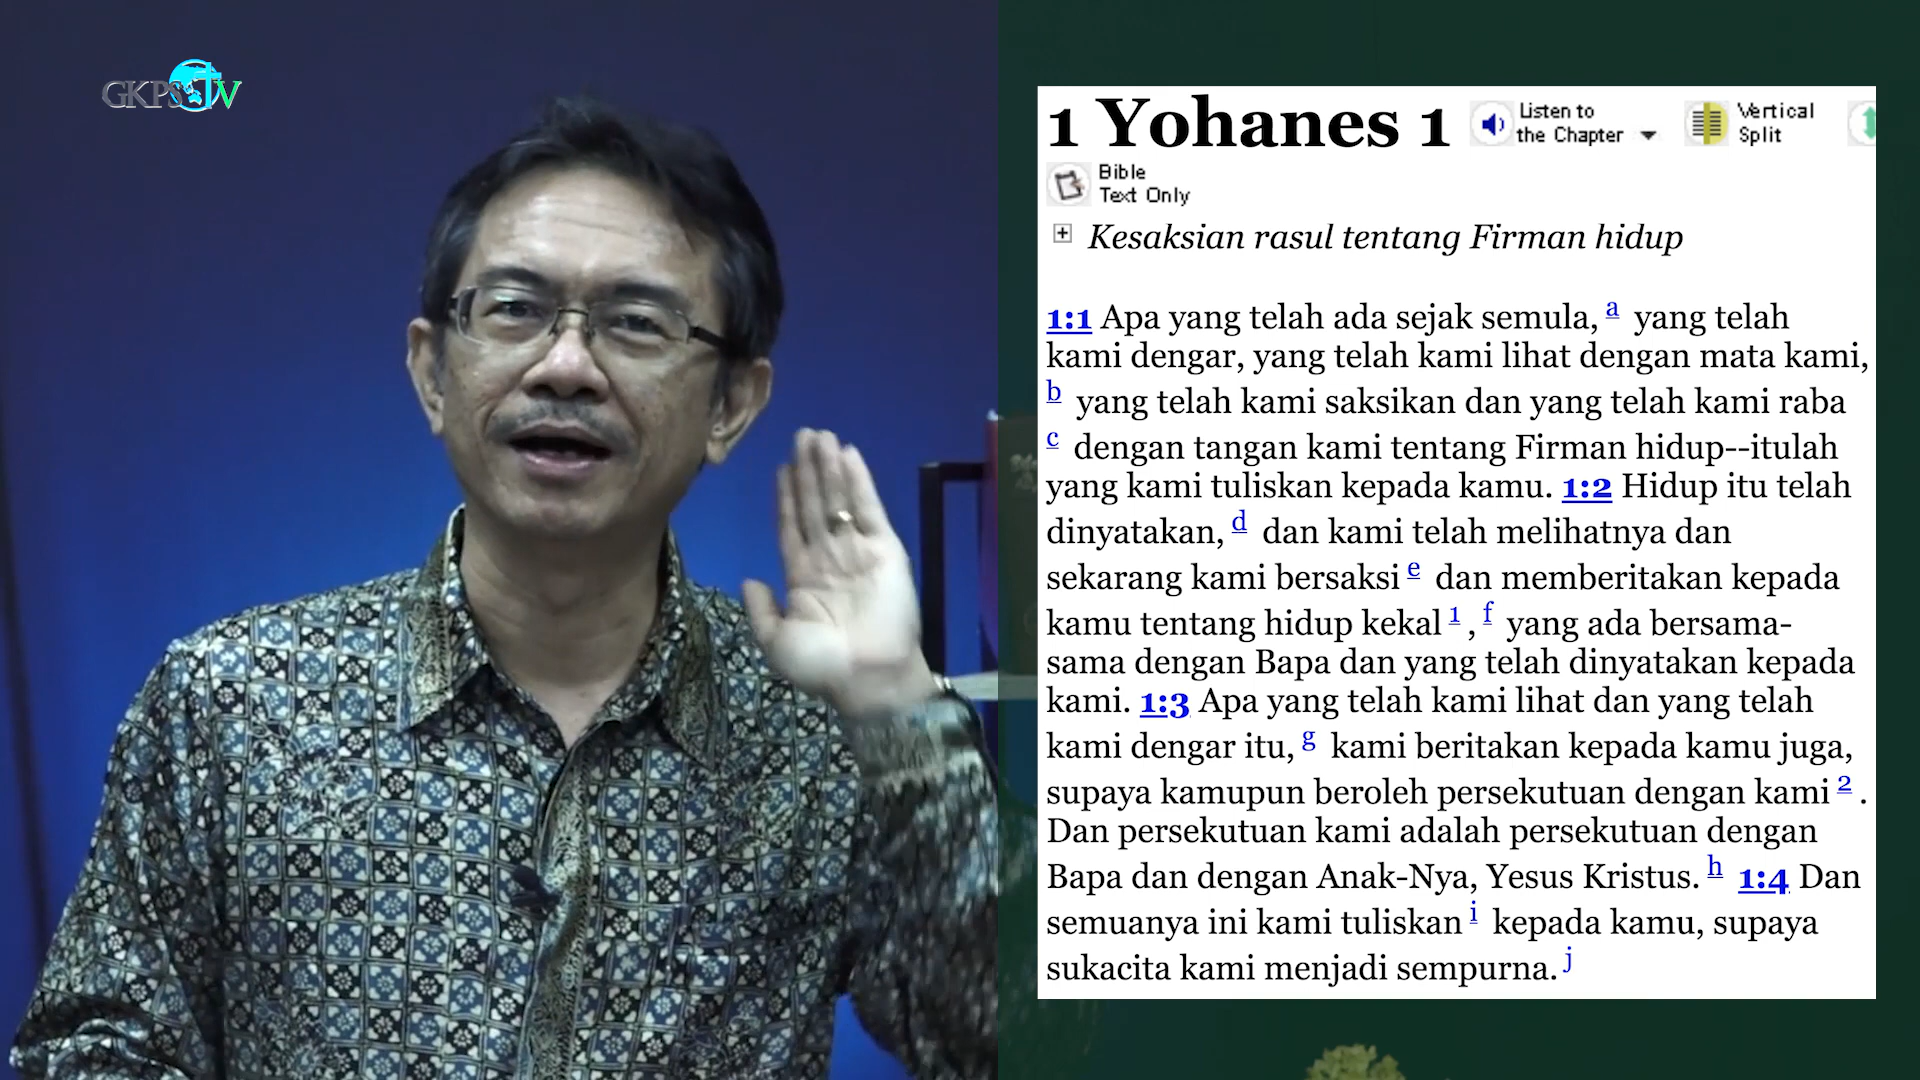 GKPS TV
1 Yohanes 1
Listen to
the Chapter
Vertical
Split
Bible
Text Only
Kesaksian rasul tentang Firman hidup
1:1 Apa yang telah ada sejak semula, a yang telah
kami dengar, yang telah kami lihat dengan mata kami,
b yang telah kami saksikan dan yang telah kami raba
c dengan tangan kami tentang Firman hidup--itulah
yang kami tuliskan kepada kamu. 1:2 Hidup itu telah
dinyatakan, d dan kami telah melihatnya dan
sekarang kami bersaksi e dan memberitakan kepada
kamu tentang hidup kekal 1 , f yang ada bersama-
sama dengan Bapa dan yang telah dinyatakan kepada
kami. 1:3 Apa yang telah kami lihat dan yang telah
kami dengar itu, g kami beritakan kepada kamu juga,
supaya kamupun beroleh persekutuan dengan kami 2 .
Dan persekutuan kami adalah persekutuan dengan
Bapa dan dengan Anak-Nya, Yesus Kristus. h 1:4 Dan
semuanya ini kami tuliskan i kepada kamu, supaya
sukacita kami menjadi sempurna. j